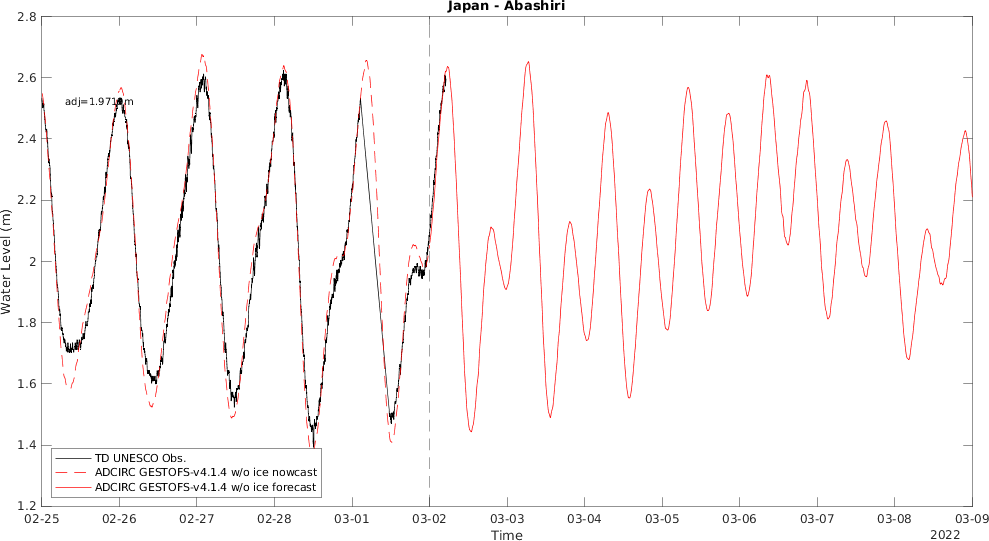 Japan - Abashiri
2.8
2.6
2.4
2.2
2
1.8
1.6
1.4
1.2
Water Level (m)
adj=1.971 m
TD UNESCO Obs.
ADCIRC GESTOFS-v4.1.4 w/o ice nowcast
ADCIRC GESTOFS-v4.1.4 w/o ice forecast
02-25 02-26 02-27 02-28 03-01 03-02 03-03 03-04 03-05 03-06 03-07 03-08 03-09
Time
2022